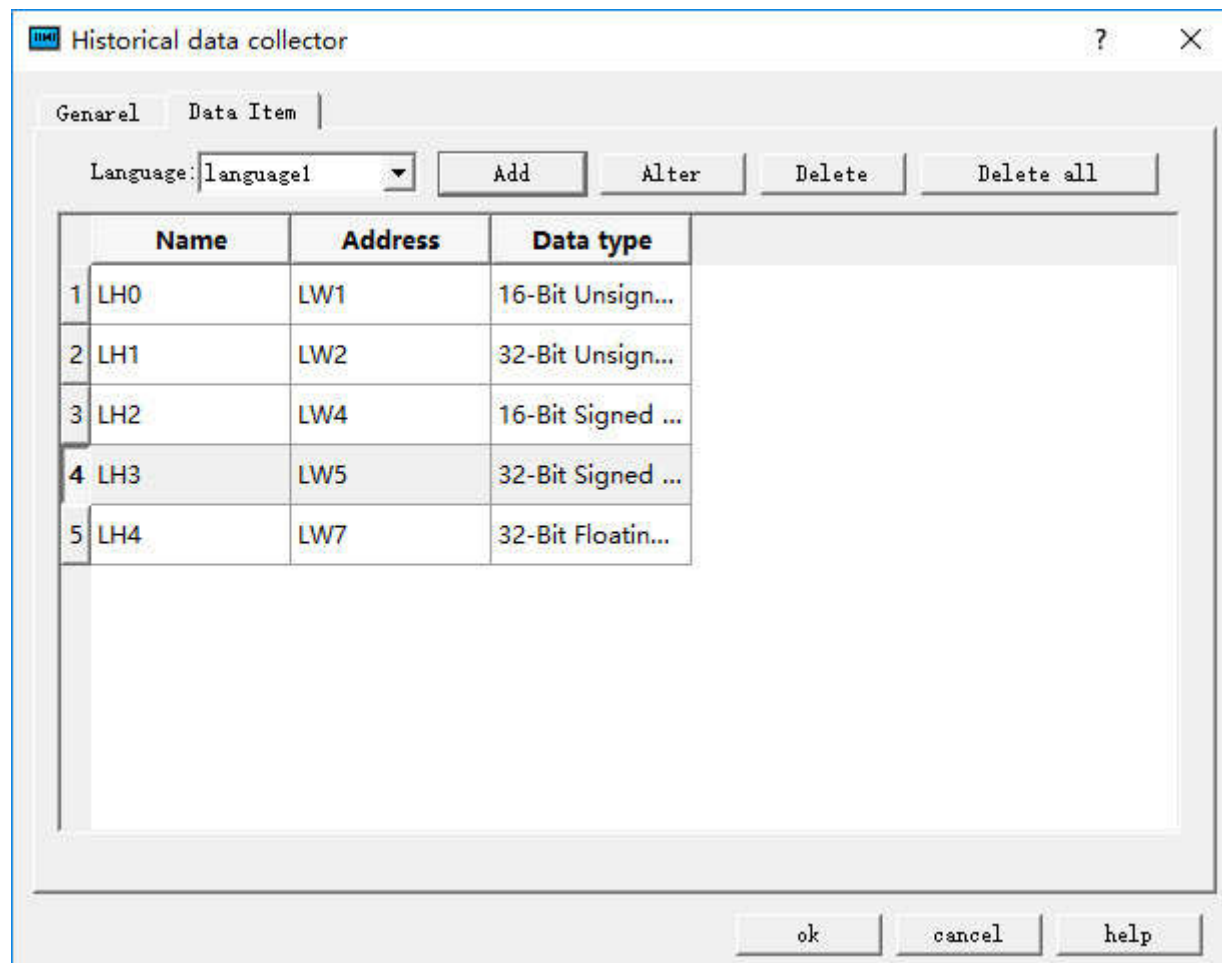 HMI Historical data collector ? ×
Genarel Data Item
Language: language1 Add Alter Delete Delete all
Name Address Data type
1 LH0 LW1 16-Bit Unsign...
2 LH1 LW2 32-Bit Unsign...
3 LH2 LW4 16-Bit Signed ...
4 LH3 LW5 32-Bit Signed ...
5 LH4 LW7 32-Bit Floatin...
ok cancel help